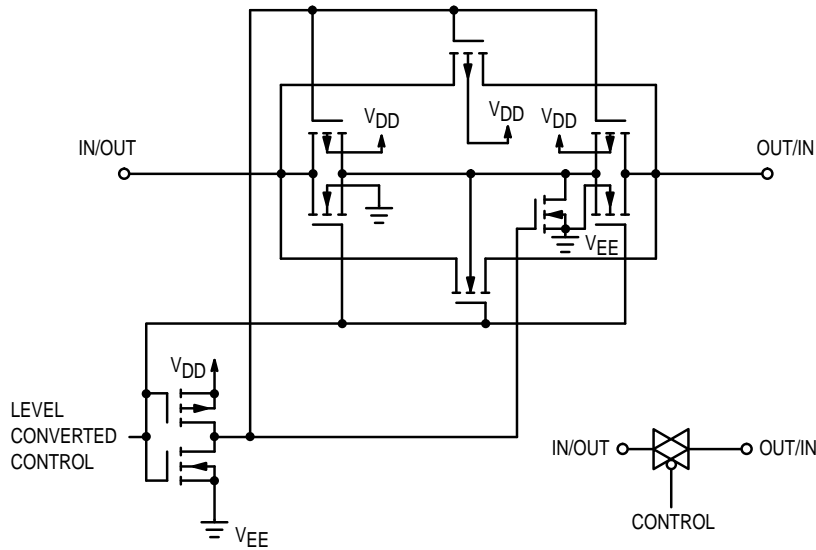 VDD
VDD
VDD
IN/OUT
OUT/IN
VEE
VDD
LEVEL
CONVERTED
CONTROL
VEE
IN/OUT
OUT/IN
CONTROL